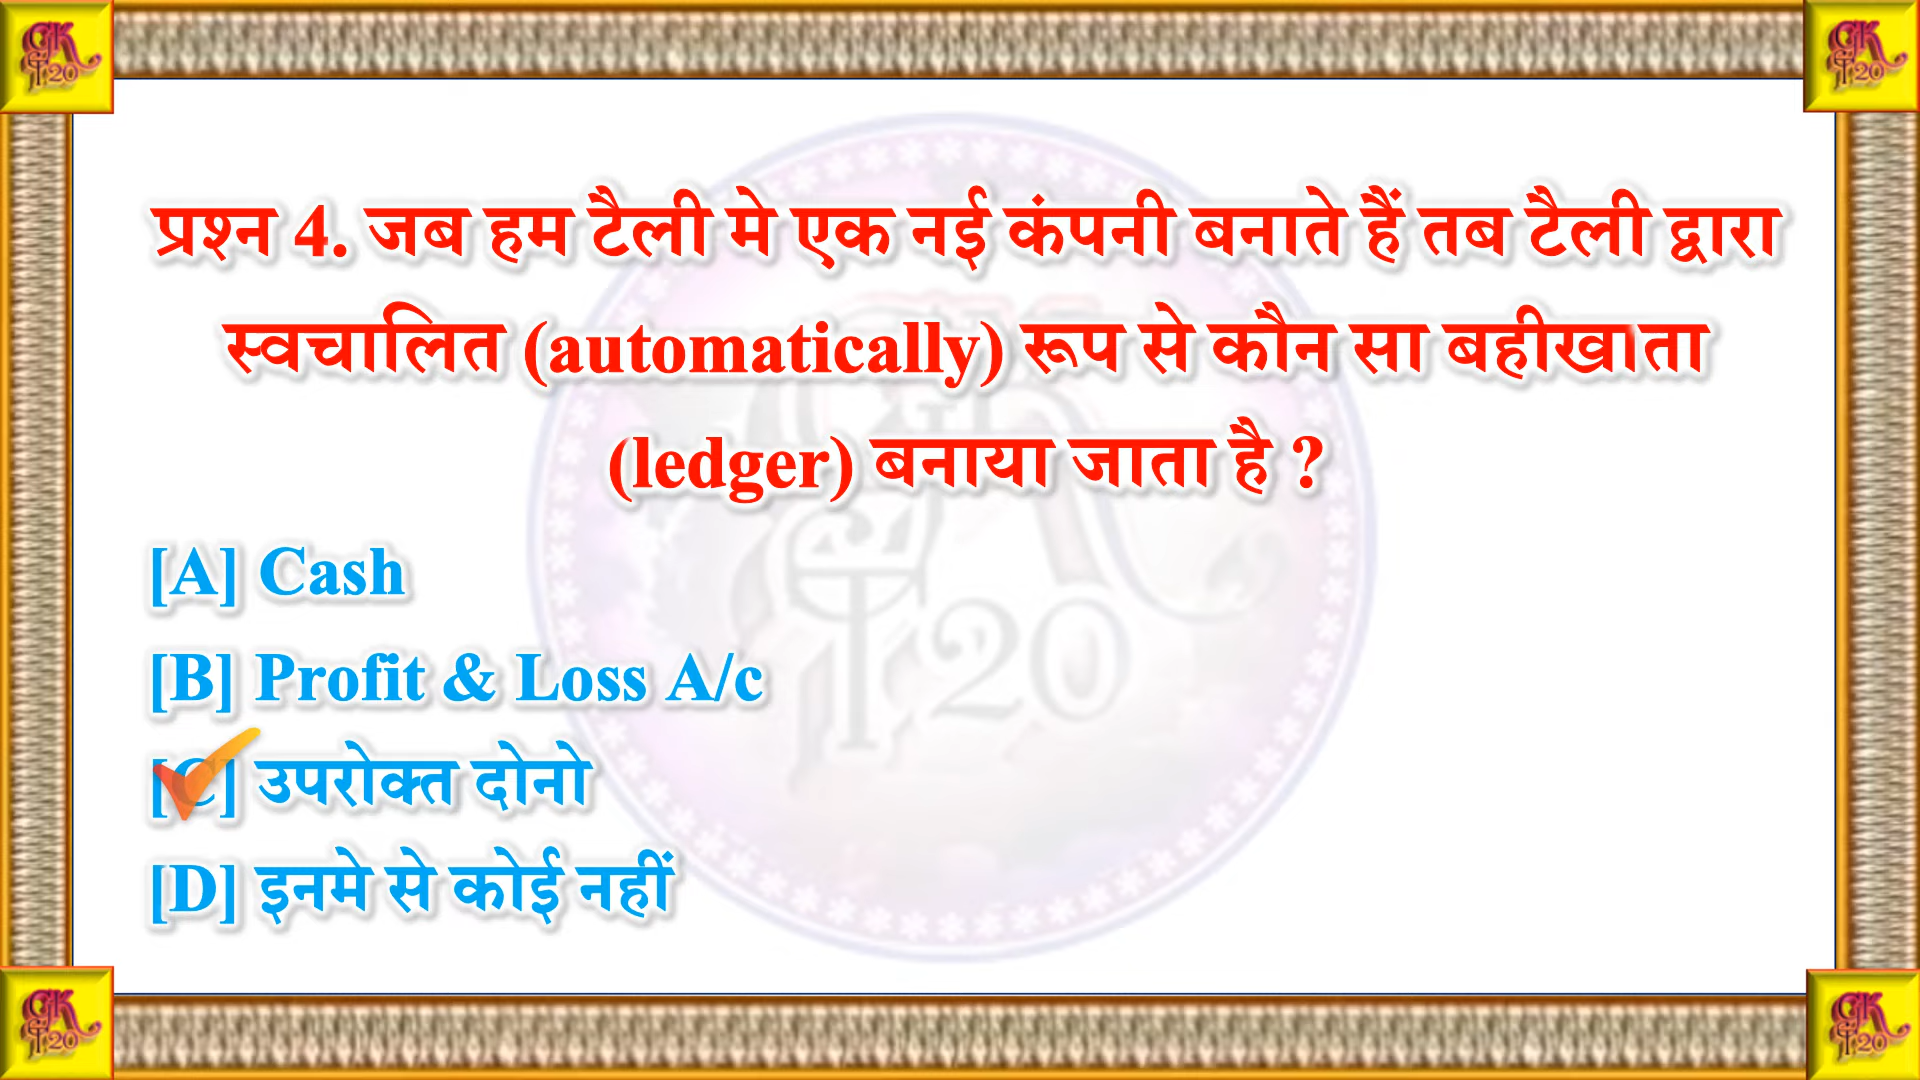 प्रश्न 4. जब हम टैली मे एक नई कंपनी बनाते हैं तब टैली द्वारा
स्वचालित (automatically) रूप से कौन सा बहीखाता
(ledger) बनाया जाता है ?
[A] Cash
[B] Profit & Loss A/c
[C] उपरोक्त दोनो
[D] इनमे से कोई नहीं